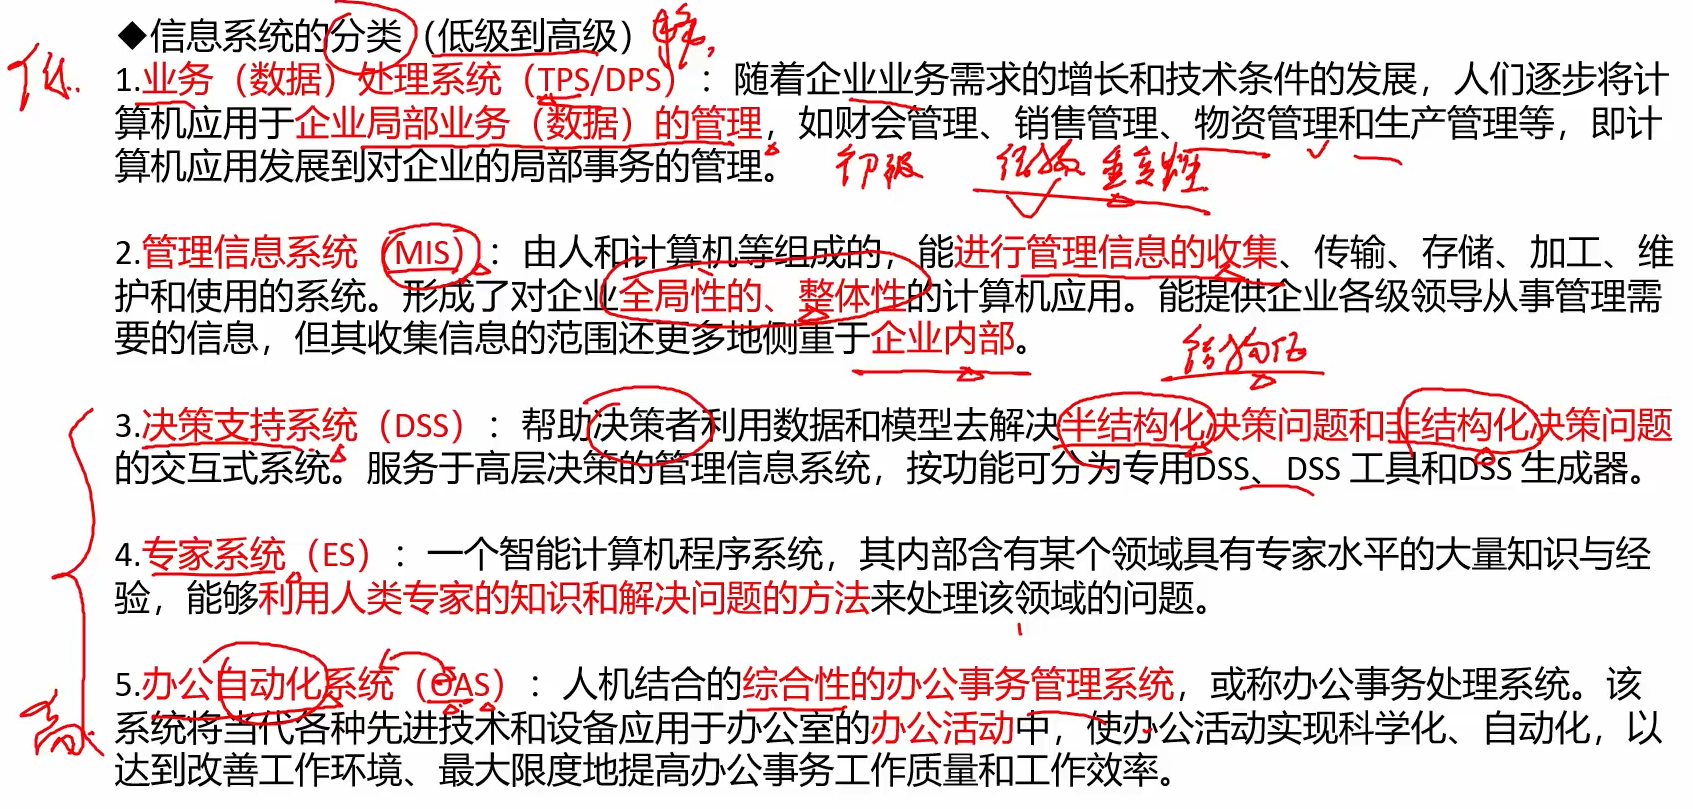 ◆信息系统的分类（低级到高级）
低
1.业务（数据）处理系统（TPS/DPS）：随着企业业务需求的增长和技术条件的发展，人们逐步将计
算机应用于企业局部业务（数据）的管理，如财会管理、销售管理、物资管理和生产管理等，即计
算机应用发展到对企业的局部事务的管理。
初级
2.管理信息系统（MIS）：由人和计算机等组成的，能进行管理信息的收集、传输、存储、加工、维
护和使用的系统。形成了对企业全局性的、整体性的计算机应用。能提供企业各级领导从事管理需
要的信息，但其收集信息的范围还更多地侧重于企业内部。
结构化
3.决策支持系统（DSS）：帮助决策者利用数据和模型去解决半结构化决策问题和非结构化决策问题
的交互式系统。服务于高层决策的管理信息系统，按功能可分为专用DSS、DSS 工具和DSS 生成器。
4.专家系统（ES）：一个智能计算机程序系统，其内部含有某个领域具有专家水平的大量知识与经
验，能够利用人类专家的知识和解决问题的方法来处理该领域的问题。
5.办公自动化系统（OAS）：人机结合的综合性的办公事务管理系统，或称办公事务处理系统。该
高
系统将当代各种先进技术和设备应用于办公室的办公活动中，使办公活动实现科学化、自动化，以
达到改善工作环境、最大限度地提高办公事务工作质量和工作效率。